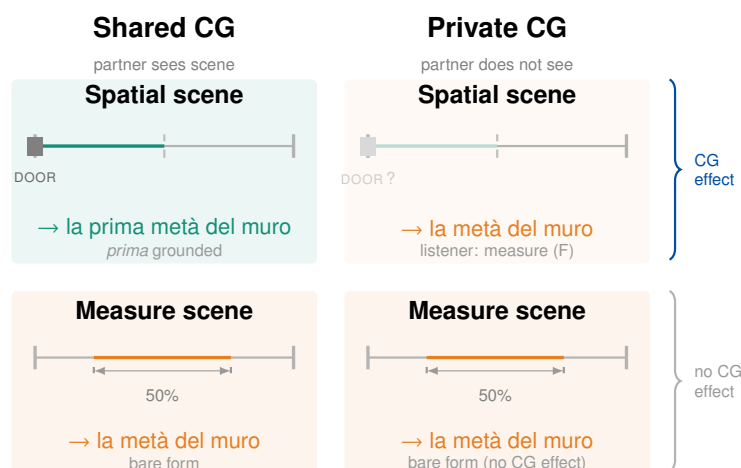 Shared CG
Private CG
partner sees scene
partner does not see
Spatial scene
Spatial scene
DOOR
DOOR ?
→ la prima metà del muro
prima grounded
→ la metà del muro
listener: measure (F)
CG
effect
Measure scene
Measure scene
50%
50%
→ la metà del muro
bare form
→ la metà del muro
bare form (no CG effect)
no CG
effect